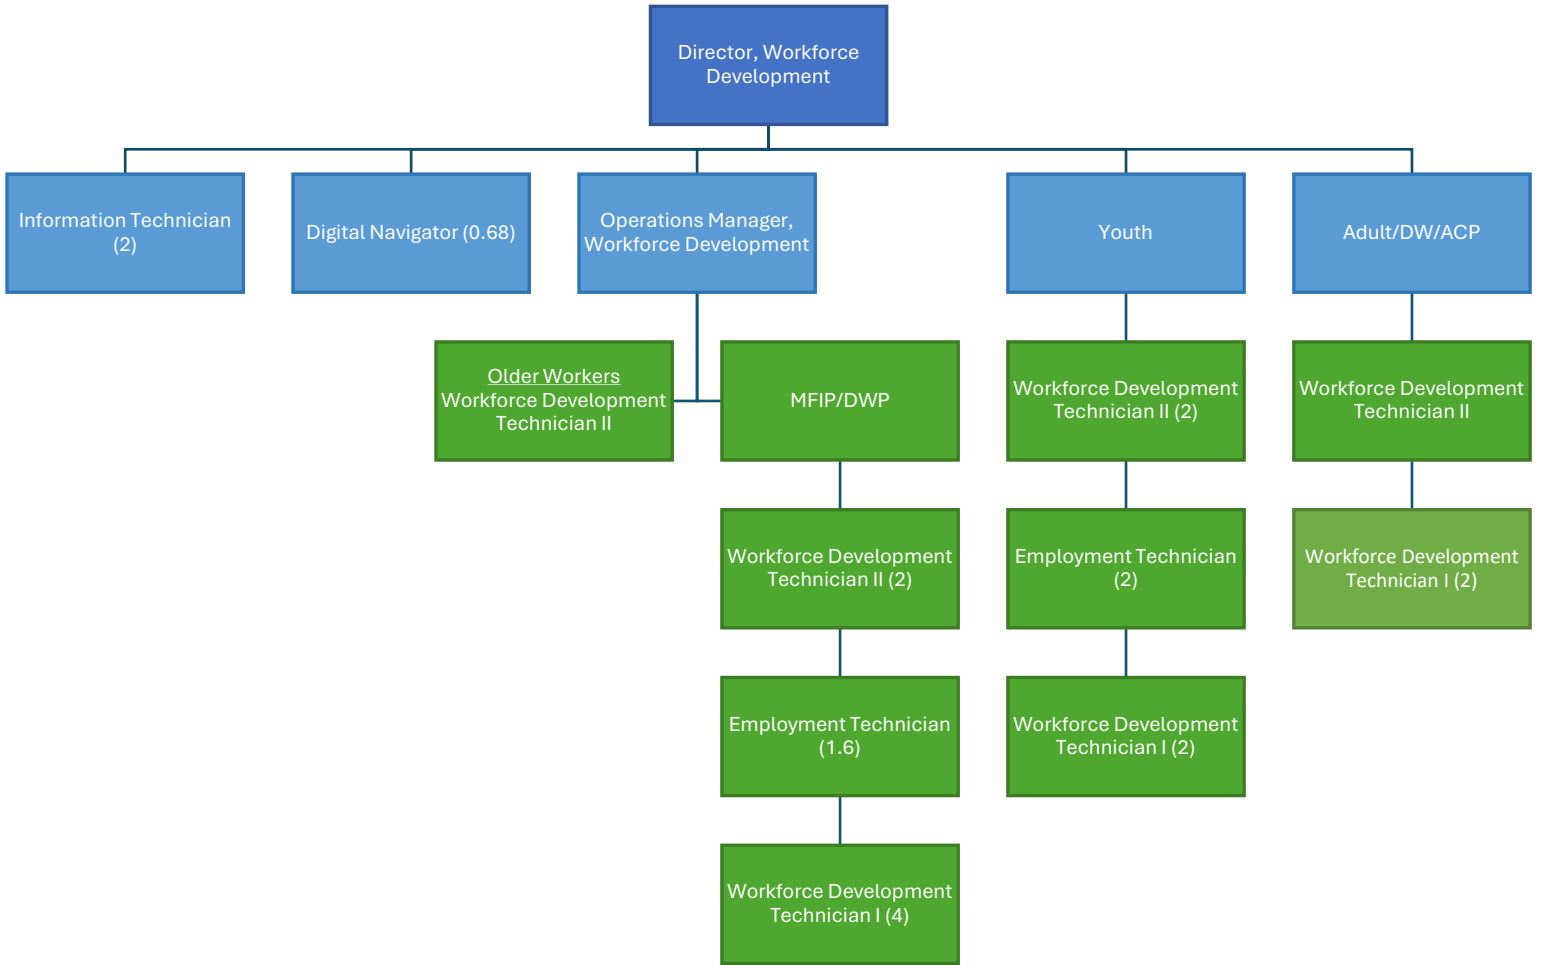 Director, Workforce
Development
Information Technician
(2)
Digital Navigator (0.68)
Operations Manager,
Workforce Development
Youth
Adult/DW/ACP
Older Workers
Workforce Development
Technician II
MFIP/DWP
Workforce Development
Technician II (2)
Workforce Development
Technician II
Workforce Development
Technician II (2)
Employment Technician
(2)
Workforce Development
Technician I (2)
Employment Technician
(1.6)
Workforce Development
Technician I (2)
Workforce Development
Technician I (4)